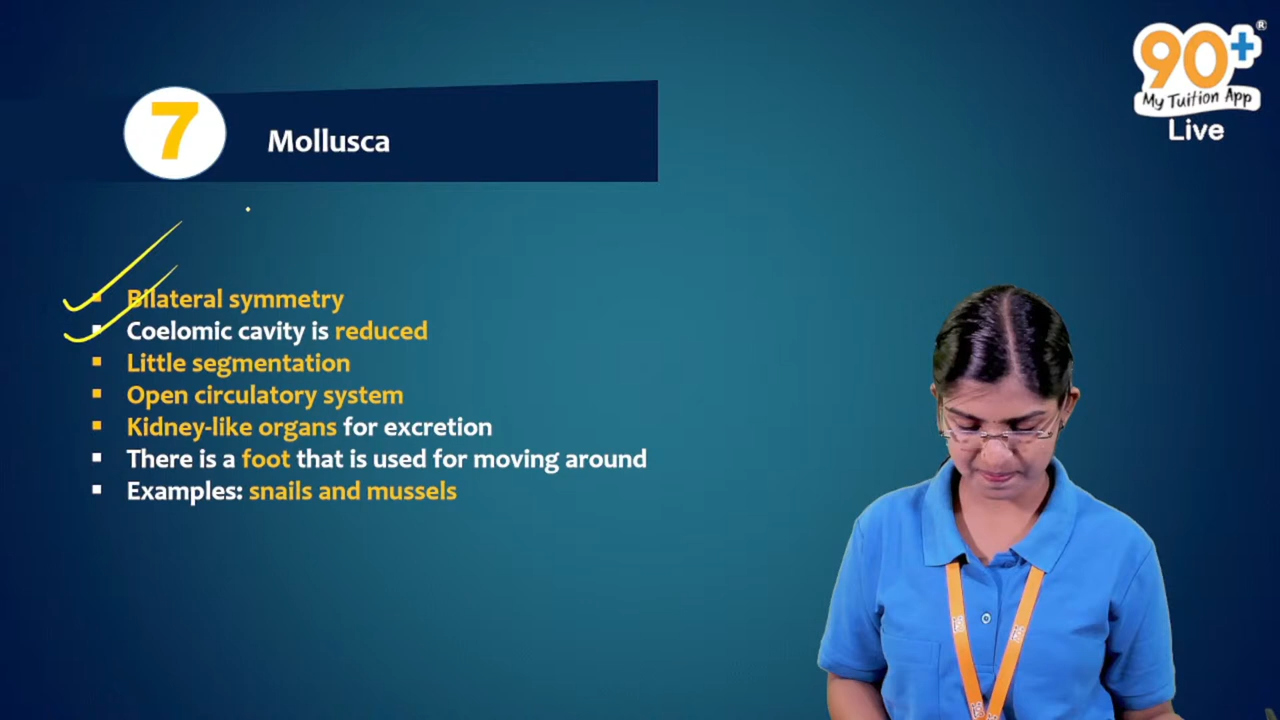 90+
®
My Tuition App
Live
7
Mollusca
Bilateral symmetry
Coelomic cavity is reduced
Little segmentation
Open circulatory system
Kidney-like organs for excretion
There is a foot that is used for moving around
Examples: snails and mussels